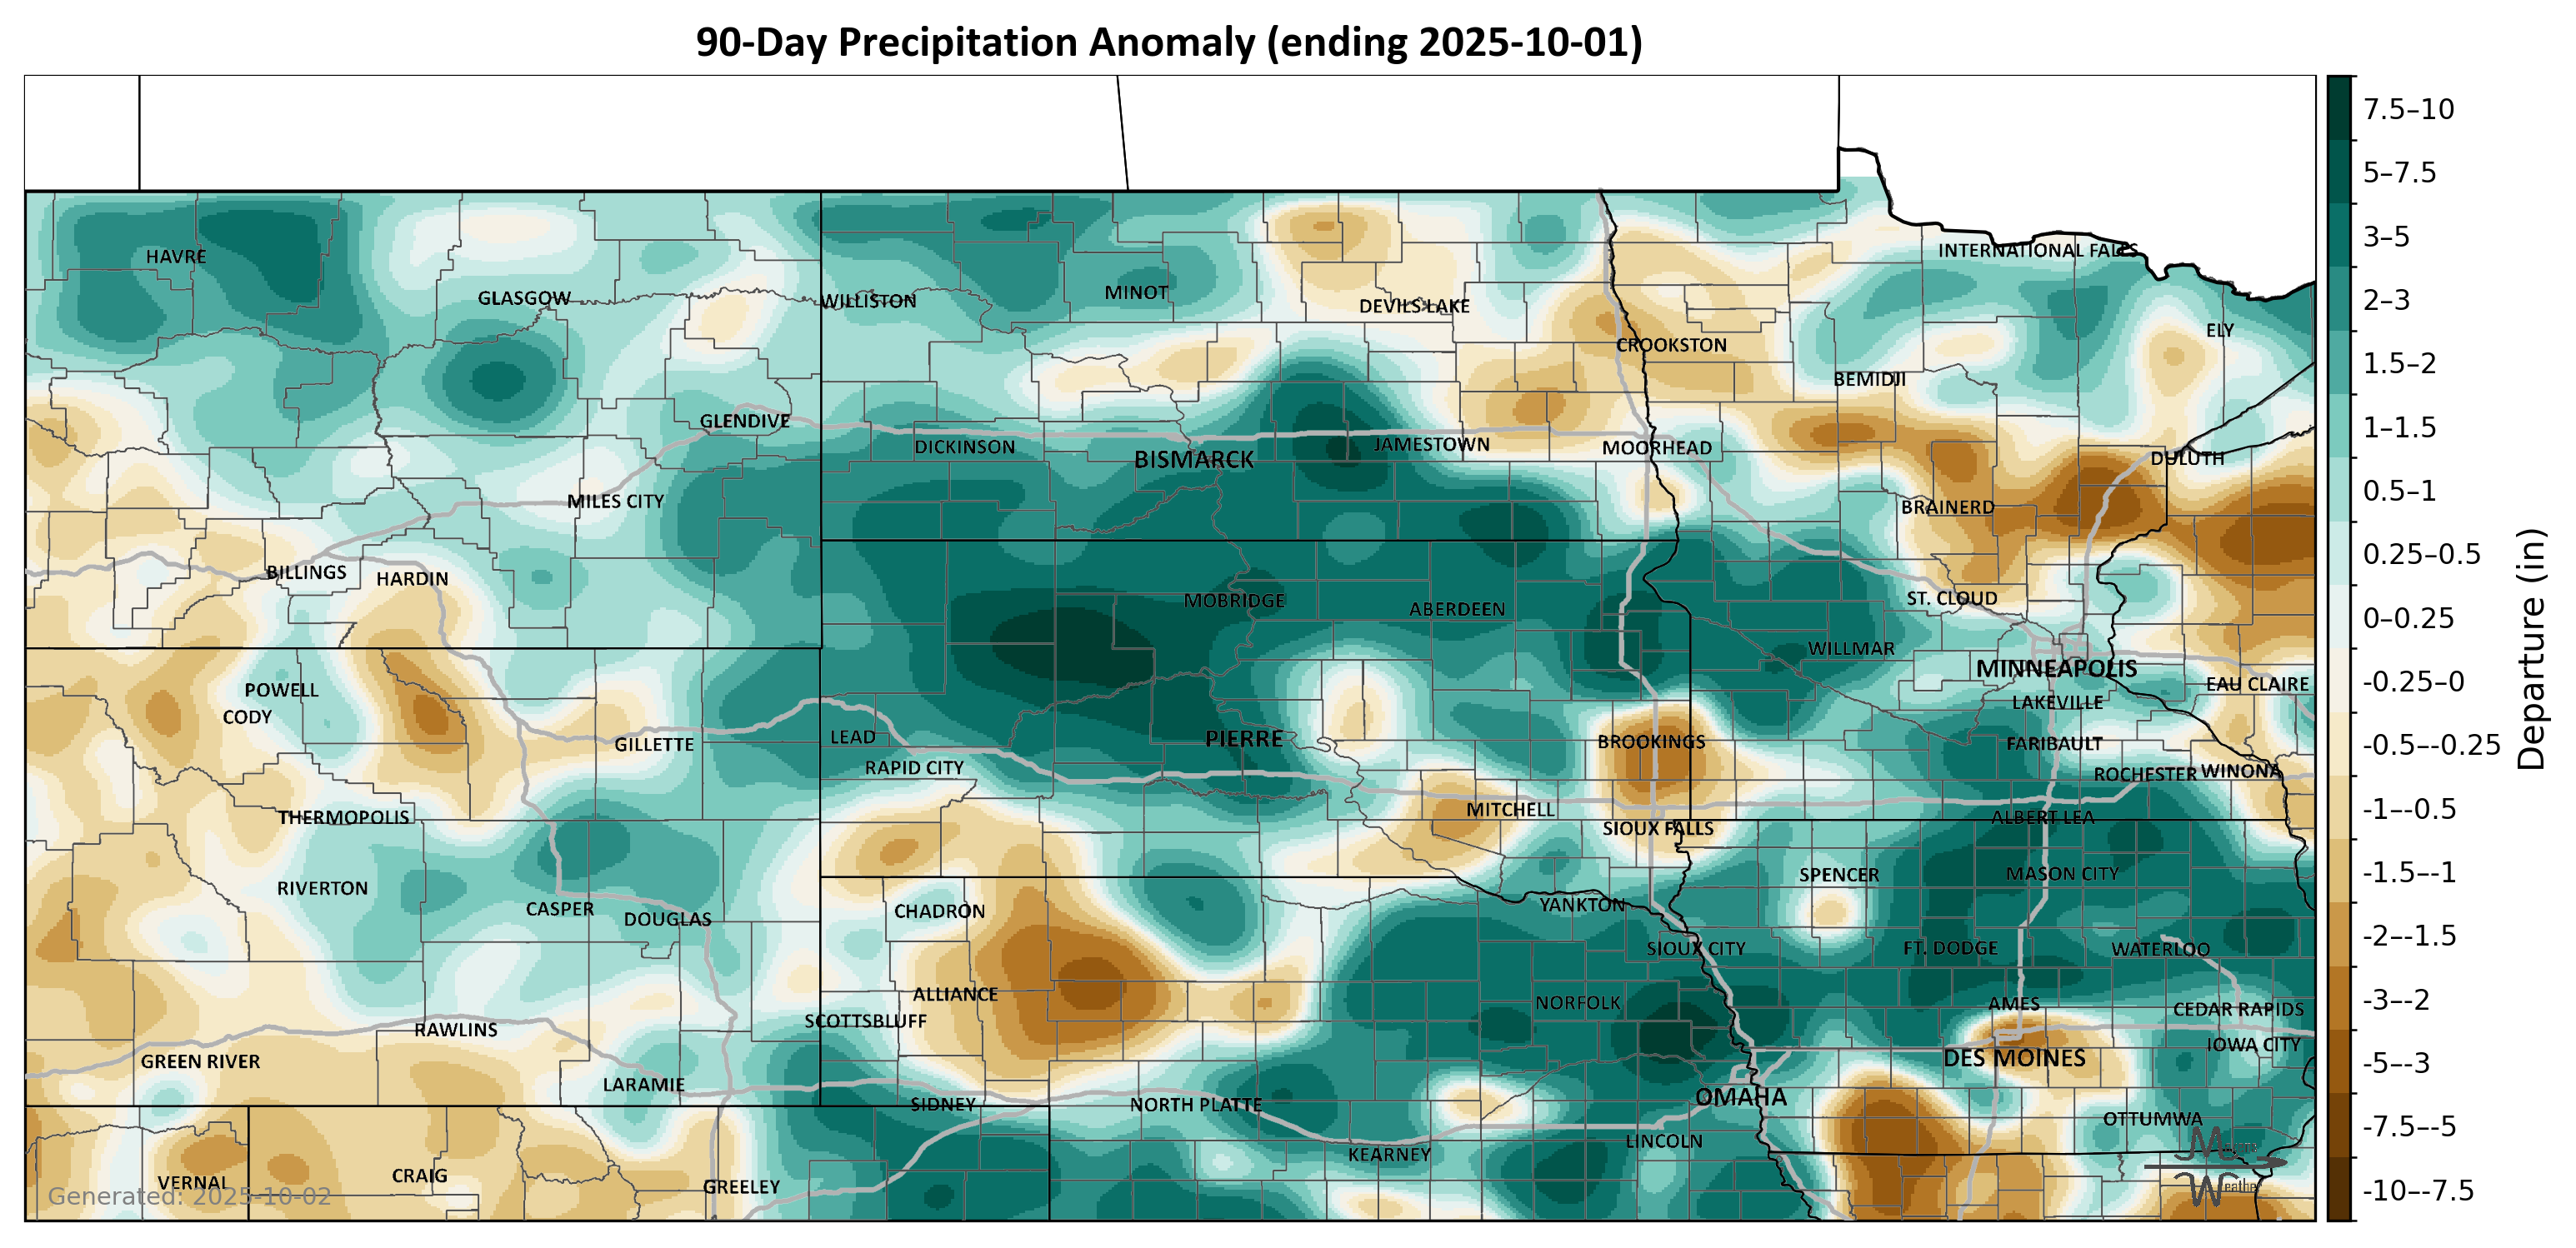 90-Day Precipitation Anomaly (ending 2025-10-01)
HAVRE
INTERNATIONAL FALLS
GLASGOW
WILLISTON
MINOT
DEVILS LAKE
ELY
CROOKSTON
BEMIDJI
GLENDIVE
DICKINSON
BISMARCK
JAMESTOWN
MOORHEAD
DULUTH
MILES CITY
BRAINERD
BILLINGS
HARDIN
MOBRIDGE
ABERDEEN
ST. CLOUD
WILLMAR
MINNEAPOLIS
POWELL
EAU CLAIRE
CODY
LAKEVILLE
GILLETTE
LEAD
PIERRE
BROOKINGS
FARIBAULT
RAPID CITY
ROCHESTER
WINONA
THERMOPOLIS
MITCHELL
SIOUX FALLS
ALBERT LEA
RIVERTON
SPENCER
MASON CITY
CASPER
DOUGLAS
CHADRON
YANKTON
SIOUX CITY
FT. DODGE
WATERLOO
ALLIANCE
NORFOLK
AMES
CEDAR RAPIDS
SCOTTSBLUFF
RAWLINS
GREEN RIVER
DES MOINES
IOWA CITY
LARAMIE
SIDNEY
NORTH PLATTE
OMAHA
OTTUMWA
LINCOLN
KEARNEY
VERNAL
CRAIG
GREELEY
Generated: 2025-10-02
7.5–10
5–7.5
3–5
2–3
1.5–2
1–1.5
0.5–1
0.25–0.5
0–0.25
-0.25–0
-0.5–-0.25
-1–-0.5
-1.5–-1
-2–-1.5
-3–-2
-5–-3
-7.5–-5
-10–-7.5
Departure (in)
Weather